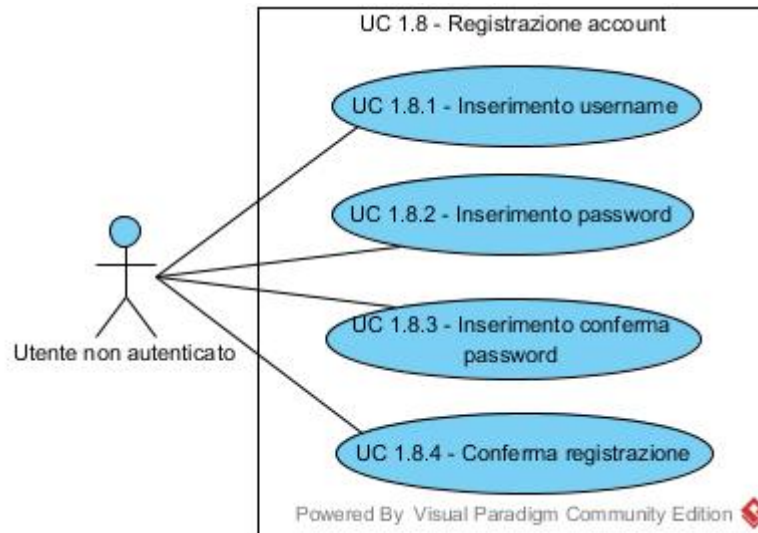 UC 1.8 - Registrazione account
UC 1.8.1 - Inserimento username
UC 1.8.2 - Inserimento password
UC 1.8.3 - Inserimento conferma
password
Utente non autenticato
UC 1.8.4 - Conferma registrazione
Powered By Visual Paradigm Community Edition